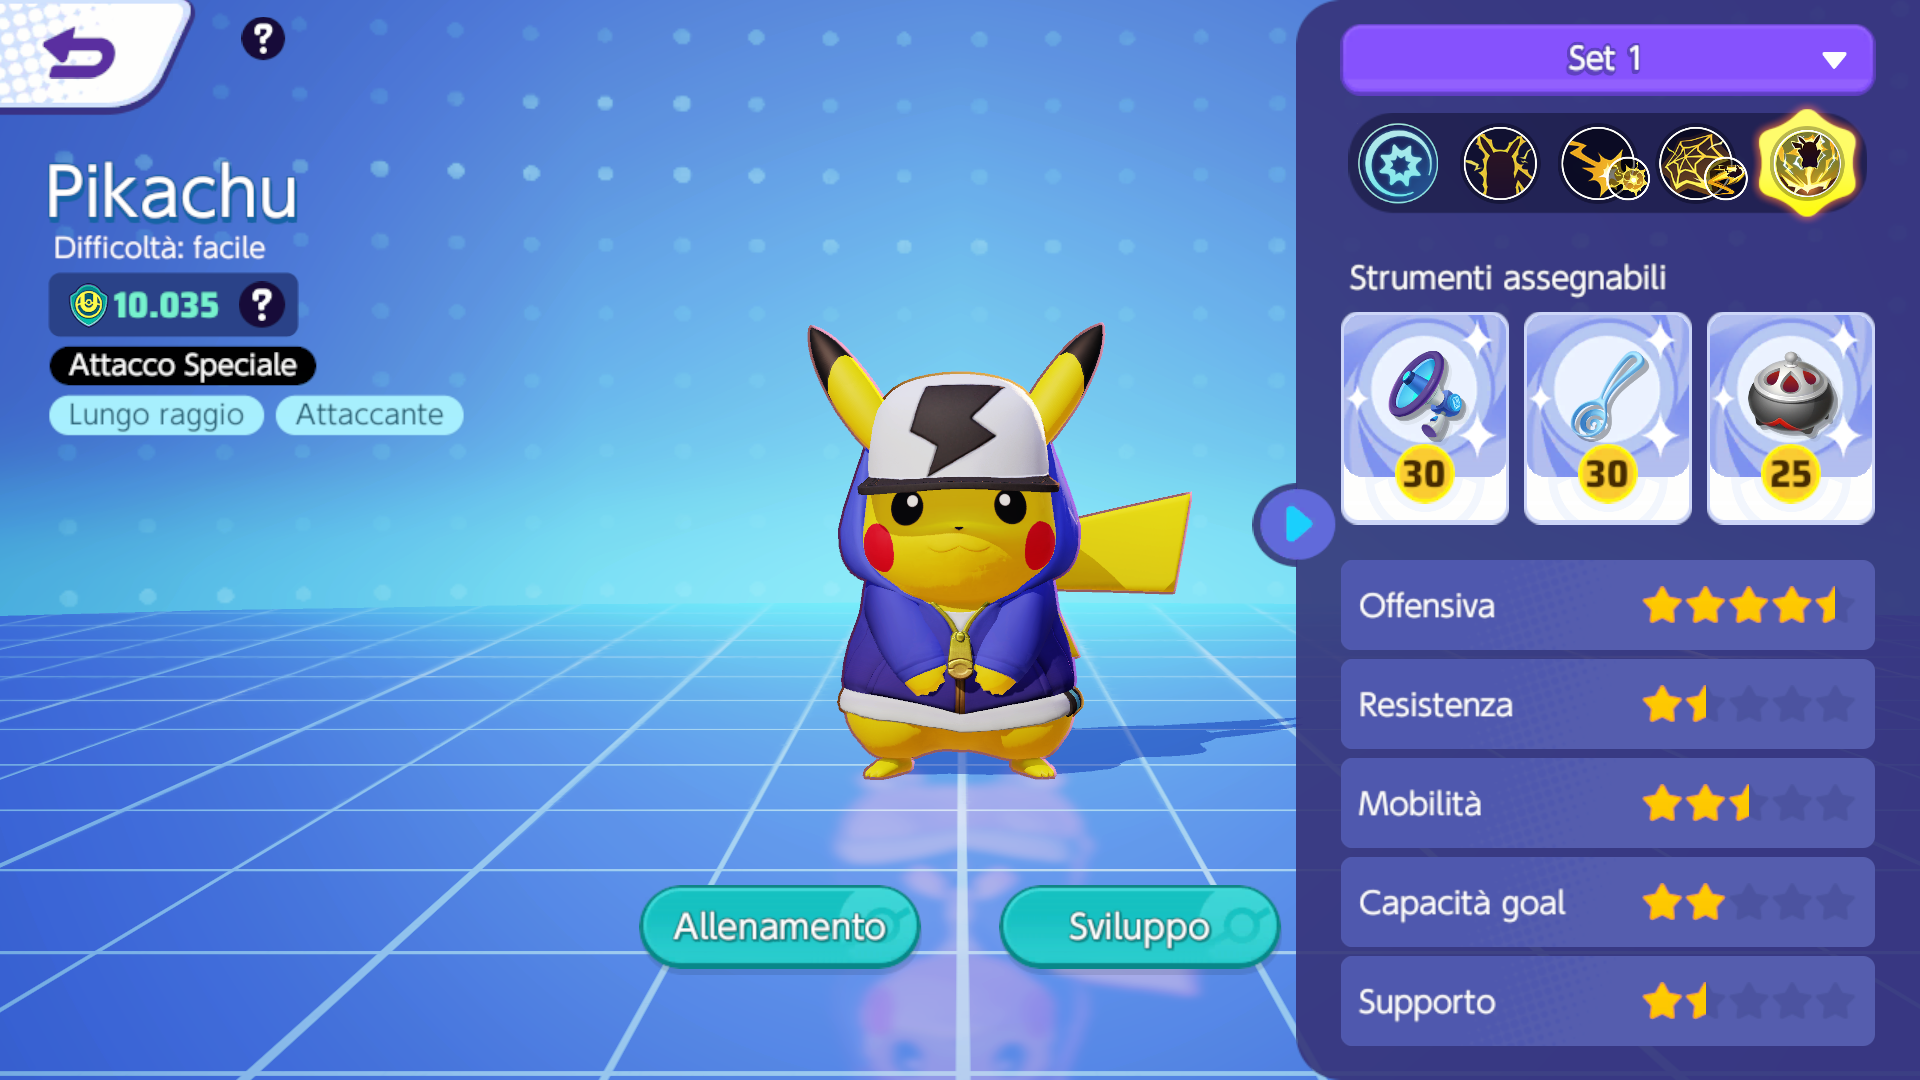 ?
Pikachu
Difficoltà: facile
10.035 ?
Attacco Speciale
Lungo raggio Attaccante
Allenamento
Sviluppo
Set 1
Strumenti assegnabili
30 30 25
Offensiva
Resistenza
Mobilità
Capacità goal
Supporto